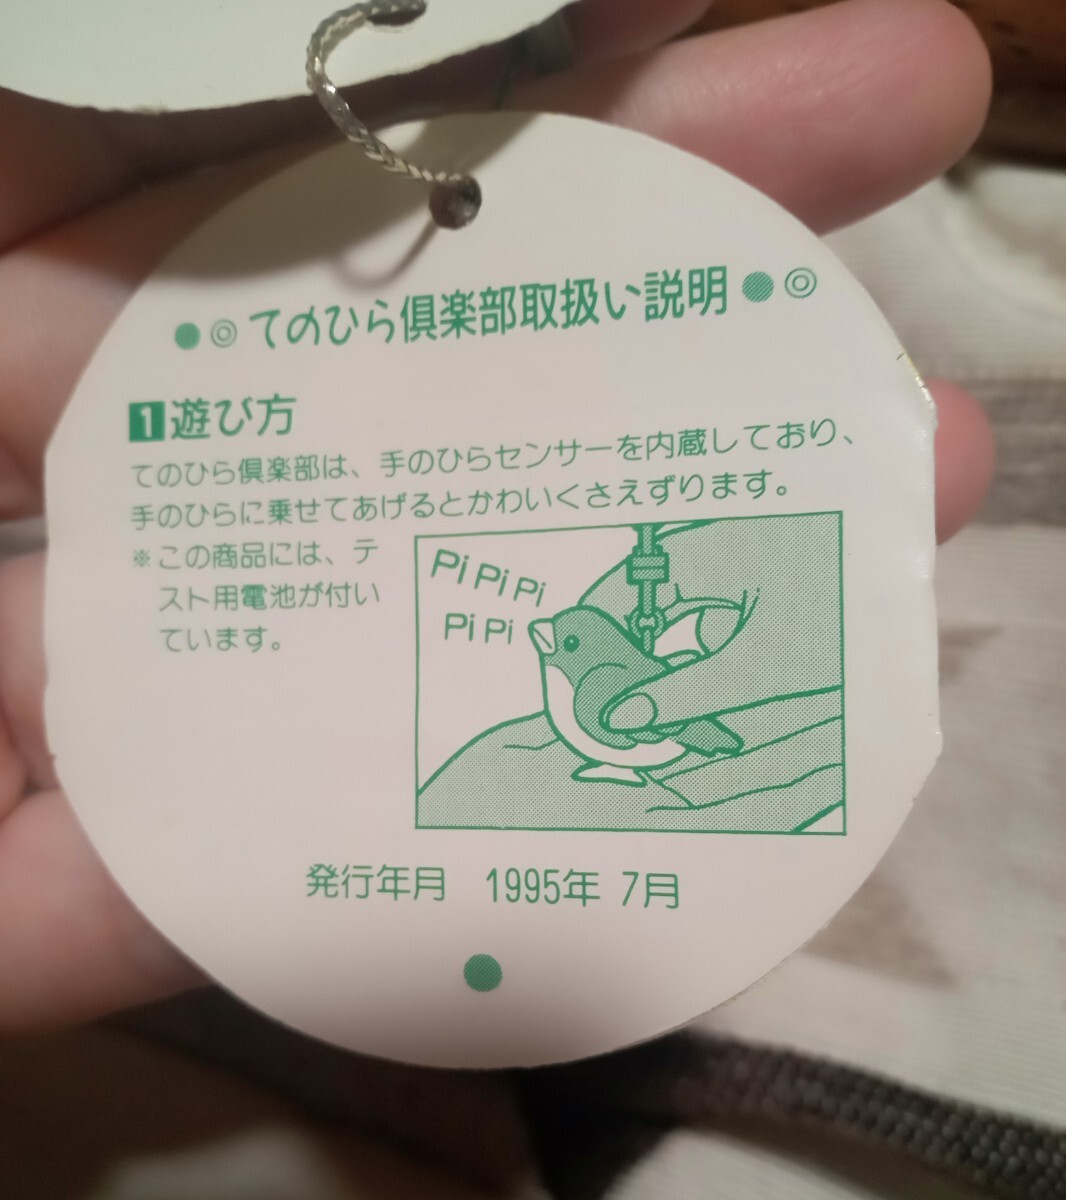 ●◎てのひら倶楽部取扱い説明●◎
1遊び方
てのひら倶楽部は、手のひらセンサーを内蔵しており、
手のひらに乗せてあげるとかわいくさえずります。
※この商品には、テ
スト用電池が付い
ています。
Pi Pi Pi
Pi Pi
発行年月 1995年 7月